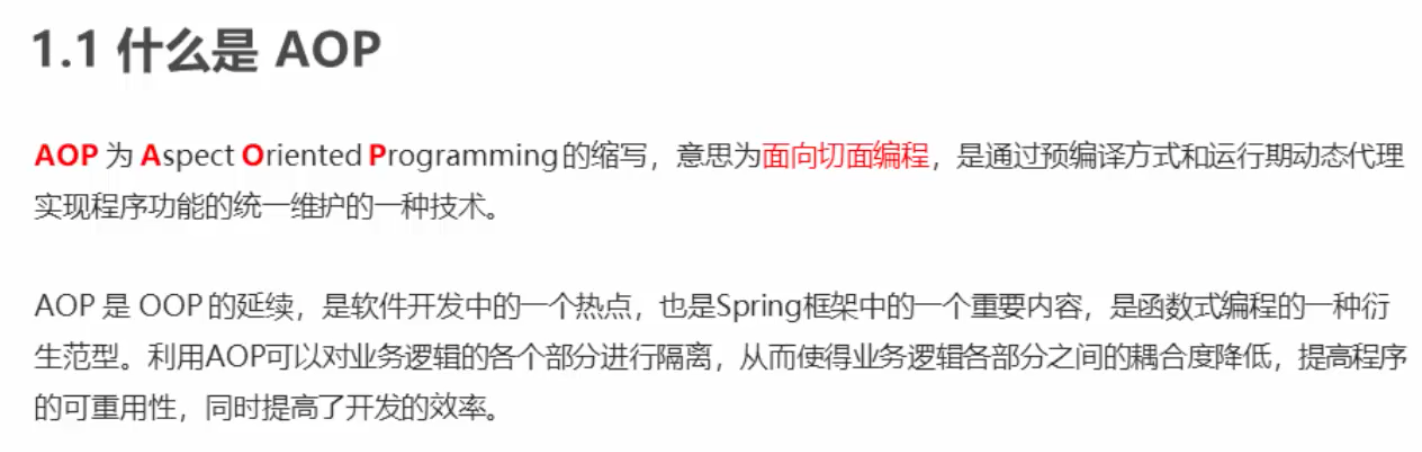 1.1 什么是 AOP
AOP 为 Aspect Oriented Programming 的缩写，意思为面向切面编程，是通过预编译方式和运行期动态代理
实现程序功能的统一维护的一种技术。
AOP 是 OOP 的延续，是软件开发中的一个热点，也是Spring框架中的一个重要内容，是函数式编程的一种衍
生范型。利用AOP可以对业务逻辑的各个部分进行隔离，从而使得业务逻辑各部分之间的耦合度降低，提高程序
的可重用性，同时提高了开发的效率。